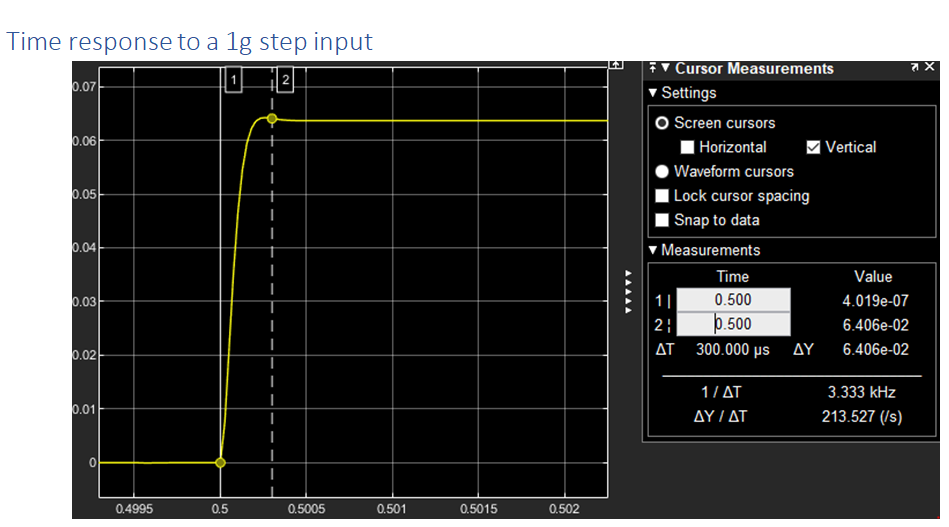 Time response to a 1g step input
Cursor Measurements
Settings
Screen cursors
Horizontal Vertical
Waveform cursors
Lock cursor spacing
Snap to data
Measurements
Time Value
1 | 0.500 4.019e-07
2 ¦ 0.500 6.406e-02
ΔT 300.000 µs ΔY 6.406e-02
1 / ΔT 3.333 kHz
ΔY / ΔT 213.527 (/s)
1 2
0.07
0.06
0.05
0.04
0.03
0.02
0.01
0
0.4995 0.5 0.5005 0.501 0.5015 0.502